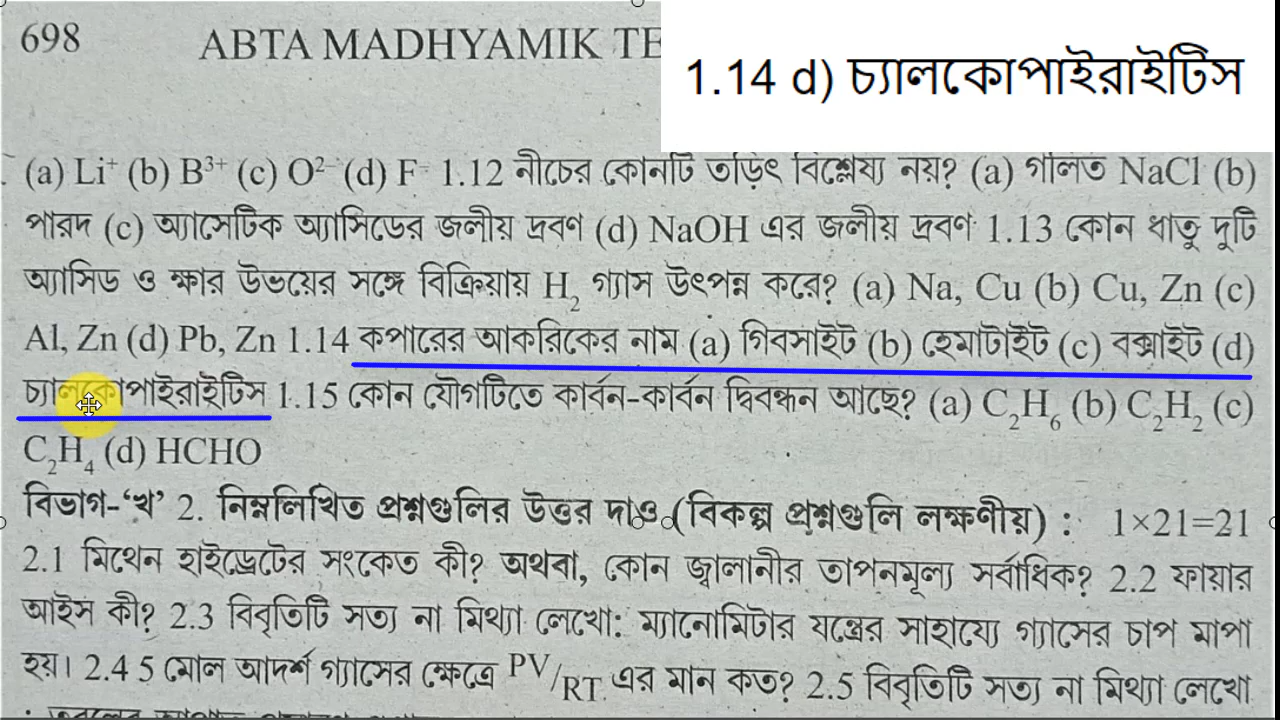 698 ABTA MADHYAMIK TE
1.14 d) চ্যালকোপাইরাইটিস
(a) Li⁺ (b) B³⁺ (c) O²⁻ (d) F⁻ 1.12 নীচের কোনটি তড়িৎ বিশ্লেষ্য নয়? (a) গলিত NaCl (b)
পারদ (c) অ্যাসেটিক অ্যাসিডের জলীয় দ্রবণ (d) NaOH এর জলীয় দ্রবণ 1.13 কোন ধাতু দুটি
অ্যাসিড ও ক্ষার উভয়ের সঙ্গে বিক্রিয়ায় H₂ গ্যাস উৎপন্ন করে? (a) Na, Cu (b) Cu, Zn (c)
Al, Zn (d) Pb, Zn 1.14 কপারের আকরিকের নাম (a) গিবসাইট (b) হেমাটাইট (c) বক্সাইট (d)
চ্যালকোপাইরাইটিস 1.15 কোন যৌগটিতে কার্বন-কার্বন দ্বিবন্ধন আছে? (a) C₂H₆ (b) C₂H₂ (c)
C₂H₄ (d) HCHO
বিভাগ-‘খ’ 2. নিম্নলিখিত প্রশ্নগুলির উত্তর দাও (বিকল্প প্রশ্নগুলি লক্ষণীয়) : 1×21=21
2.1 মিথেন হাইড্রেটের সংকেত কী? অথবা, কোন জ্বালানীর তাপনমূল্য সর্বাধিক? 2.2 ফায়ার
আইস কী? 2.3 বিবৃতিটি সত্য না মিথ্যা লেখো: ম্যানোমিটার যন্ত্রের সাহায্যে গ্যাসের চাপ মাপা
হয়। 2.4 5 মোল আদর্শ গ্যাসের ক্ষেত্রে PV/RT এর মান কত? 2.5 বিবৃতিটি সত্য না মিথ্যা লেখো